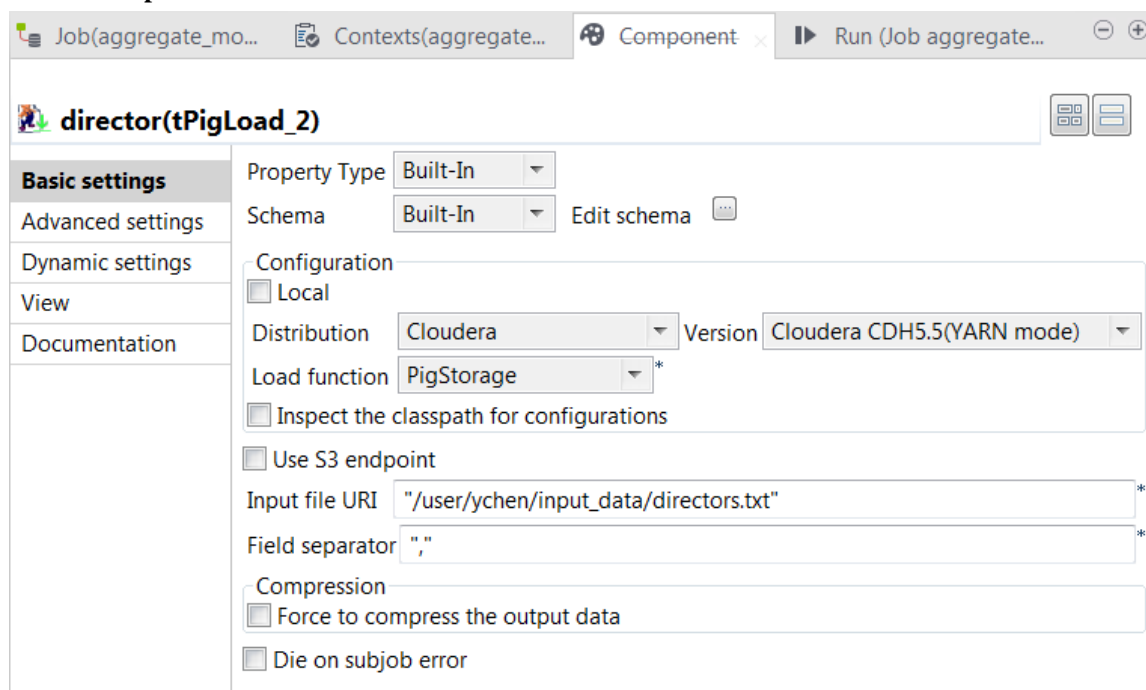 Job(aggregate_mo... Contexts(aggregate... Component Run (Job aggregate...
director(tPigLoad_2)
Basic settings
Advanced settings
Dynamic settings
View
Documentation
Property Type Built-In
Schema Built-In Edit schema ...
Configuration
Local
Distribution Cloudera Version Cloudera CDH5.5(YARN mode)
Load function PigStorage *
Inspect the classpath for configurations
Use S3 endpoint
Input file URI "/user/ychen/input_data/directors.txt" *
Field separator "," *
Compression
Force to compress the output data
Die on subjob error